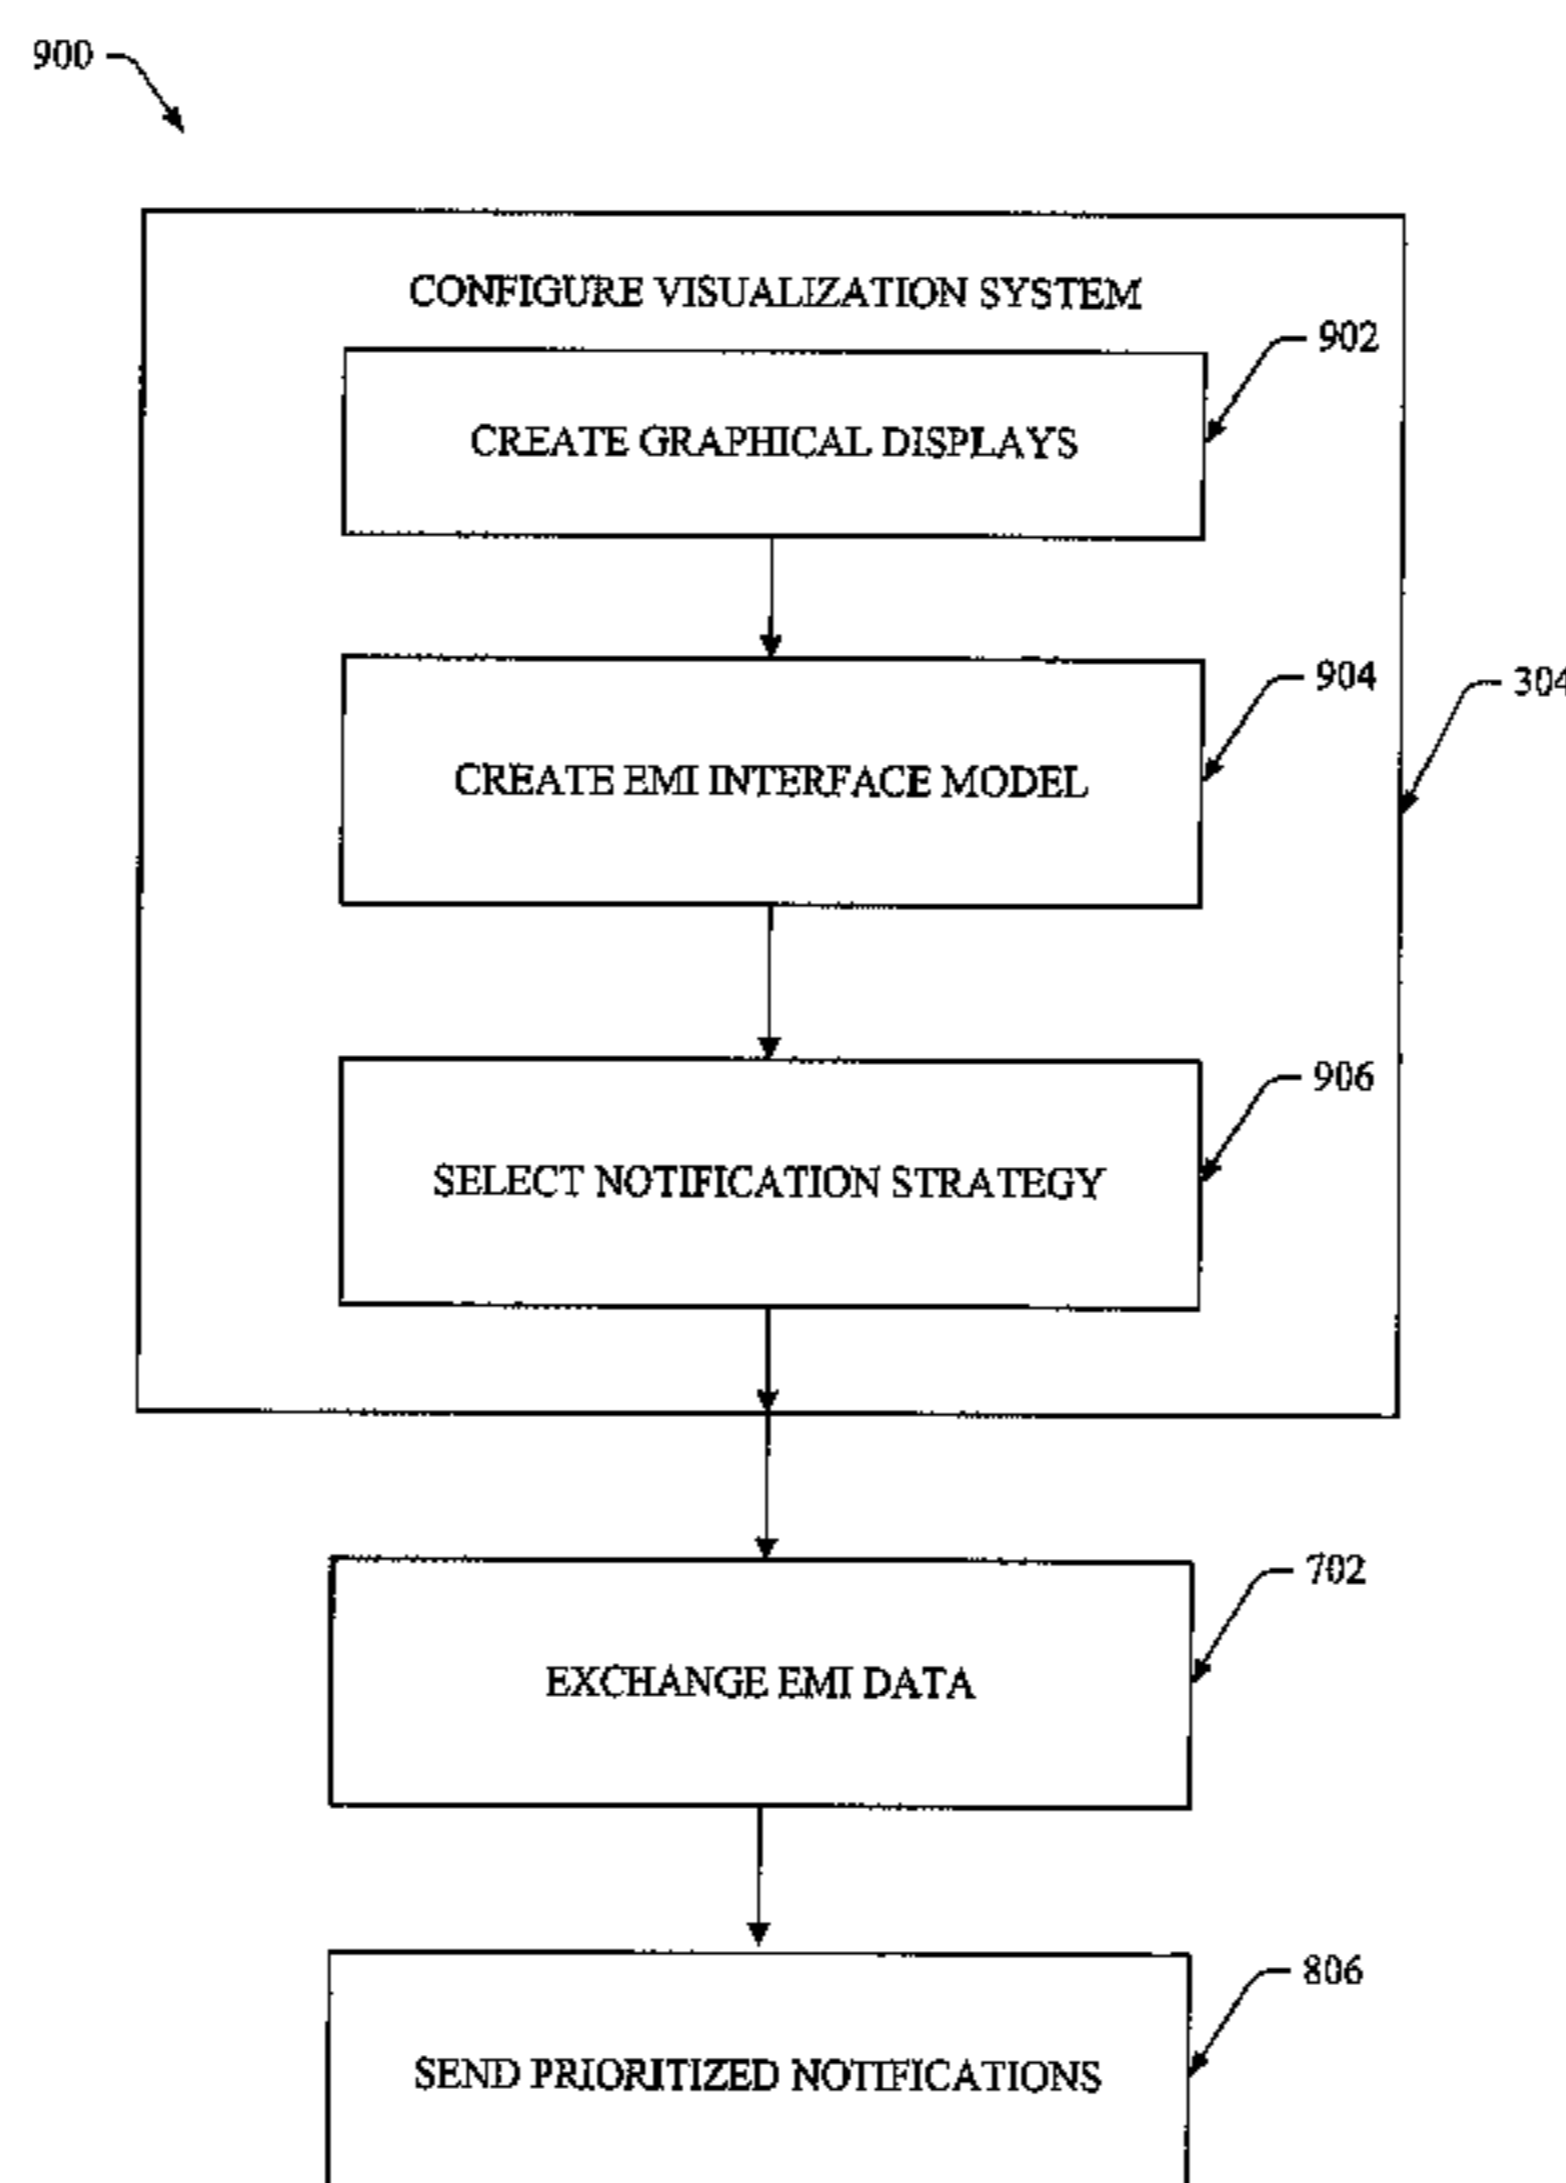 900
CONFIGURE VISUALIZATION SYSTEM
902
CREATE GRAPHICAL DISPLAYS
904
CREATE EMI INTERFACE MODEL
304
906
SELECT NOTIFICATION STRATEGY
702
EXCHANGE EMI DATA
806
SEND PRIORITIZED NOTIFICATIONS